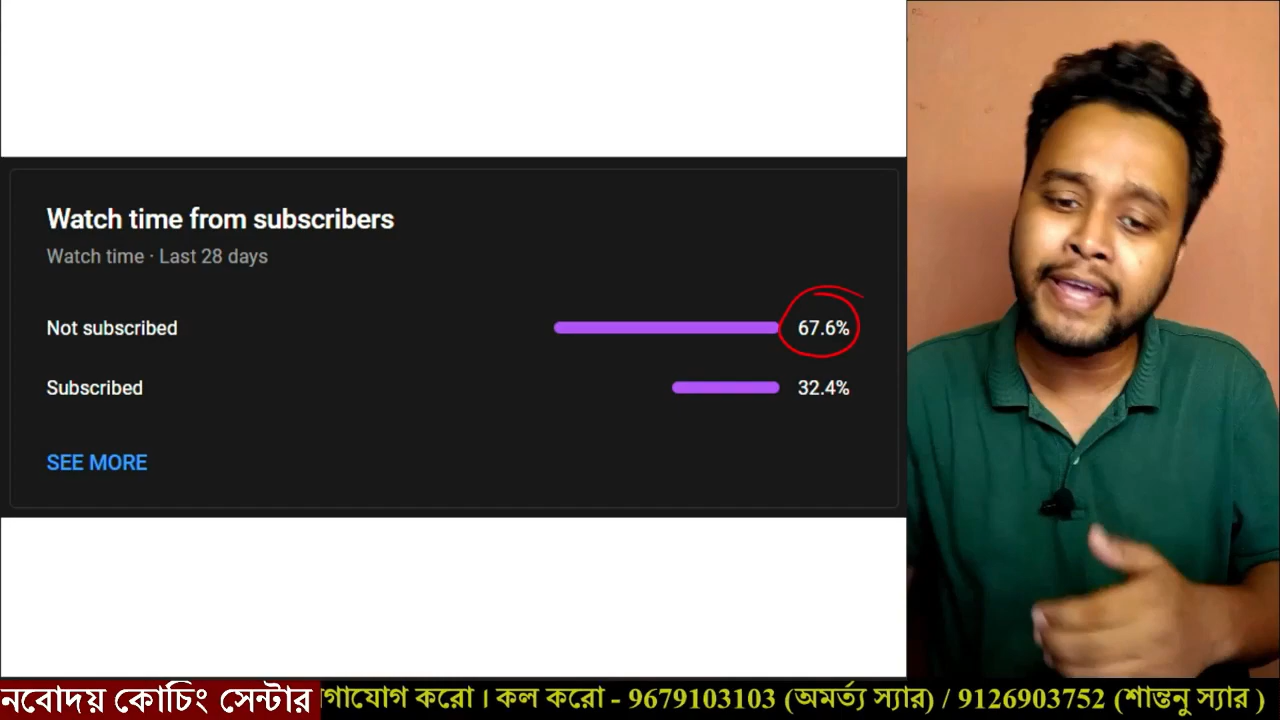 Watch time from subscribers
Watch time · Last 28 days
Not subscribed 67.6%
Subscribed 32.4%
SEE MORE
নবোদয় কোচিং সেন্টার
করো । কল করো - 9679103103 (অমর্ত্য স্যার) / 9126903752 (শান্তনু স্যার )